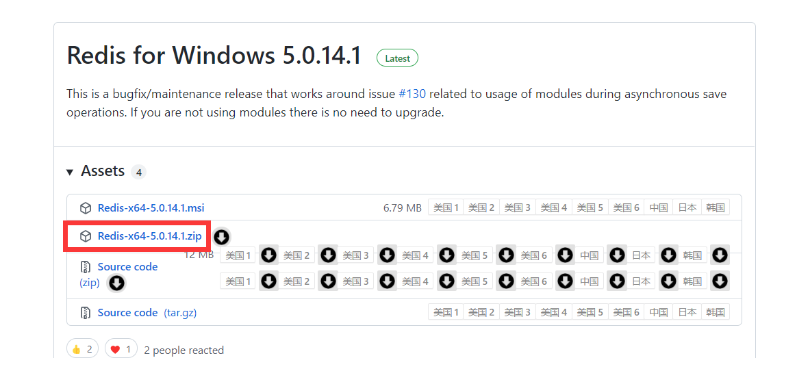 Redis for Windows 5.0.14.1 Latest
This is a bugfix/maintenance release that works around issue #130 related to usage of modules during asynchronous save
operations. If you are not using modules there is no need to upgrade.
Assets 4
Redis-x64-5.0.14.1.msi 6.79 MB 美国1 美国2 美国3 美国4 美国5 美国6 中国 日本 韩国
Redis-x64-5.0.14.1.zip
12 MB 美国1 美国2 美国3 美国4 美国5 美国6 中国 日本 韩国
Source code
(zip) 美国1 美国2 美国3 美国4 美国5 美国6 中国 日本 韩国
Source code (tar.gz) 美国1 美国2 美国3 美国4 美国5 美国6 中国 日本 韩国
2 1 2 people reacted